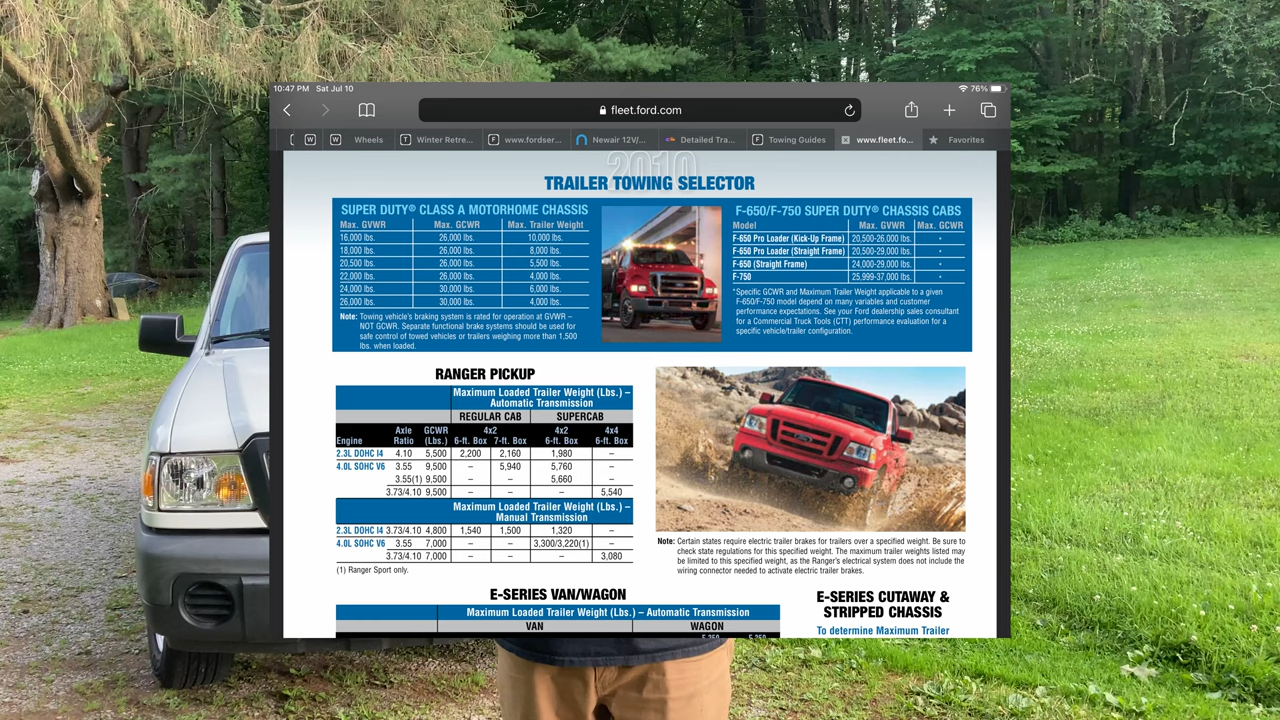 10:47 PM Sat Jul 10 76%
fleet.ford.com
Wheels Winter Retre... www.fordser... Newair 12V/... Detailed Tra... Towing Guides www.fleet.fo... Favorites
2010
TRAILER TOWING SELECTOR
SUPER DUTY® CLASS A MOTORHOME CHASSIS
Max. GVWR Max. GCWR Max. Trailer Weight
16,000 lbs. 26,000 lbs. 10,000 lbs.
18,000 lbs. 26,000 lbs. 8,000 lbs.
20,500 lbs. 26,000 lbs. 5,500 lbs.
22,000 lbs. 26,000 lbs. 4,000 lbs.
24,000 lbs. 30,000 lbs. 6,000 lbs.
26,000 lbs. 30,000 lbs. 4,000 lbs.
Note: Towing vehicle's braking system is rated for operation at GVWR –
NOT GCWR. Separate functional brake systems should be used for
safe control of towed vehicles or trailers weighing more than 1,500
lbs. when loaded.
F-650/F-750 SUPER DUTY® CHASSIS CABS
Model Max. GVWR Max. GCWR
F-650 Pro Loader (Kick-Up Frame) 20,500-26,000 lbs. *
F-650 Pro Loader (Straight Frame) 20,500-29,000 lbs. *
F-650 (Straight Frame) 24,000-29,000 lbs. *
F-750 25,999-37,000 lbs. *
*Specific GCWR and Maximum Trailer Weight applicable to a given
F-650/F-750 model depend on many variables and customer
performance expectations. See your Ford dealership sales consultant
for a Commercial Truck Tools (CTT) performance evaluation for a
specific vehicle/trailer configuration.
RANGER PICKUP
Maximum Loaded Trailer Weight (Lbs.) –
Automatic Transmission
REGULAR CAB SUPERCAB
Axle GCWR 4x2 4x2 4x4
Engine Ratio (Lbs.) 6-ft. Box 7-ft. Box 6-ft. Box 6-ft. Box
2.3L DOHC I4 4.10 5,500 2,200 2,160 1,980 –
4.0L SOHC V6 3.55 9,500 – 5,940 5,760 –
3.55(1) 9,500 – – 5,660 –
3.73/4.10 9,500 – – – 5,540
Maximum Loaded Trailer Weight (Lbs.) –
Manual Transmission
2.3L DOHC I4 3.73/4.10 4,800 1,540 1,500 1,320 –
4.0L SOHC V6 3.55 7,000 – – 3,300/3,220(1) –
3.73/4.10 7,000 – – – 3,080
(1) Ranger Sport only.
Note: Certain states require electric trailer brakes for trailers over a specified weight. Be sure to
check state regulations for this specified weight. The maximum trailer weights listed may
be limited to this specified weight, as the Ranger's electrical system does not include the
wiring connector needed to activate electric trailer brakes.
E-SERIES VAN/WAGON
Maximum Loaded Trailer Weight (Lbs.) – Automatic Transmission
VAN WAGON
E-SERIES CUTAWAY &
STRIPPED CHASSIS
To determine Maximum Trailer